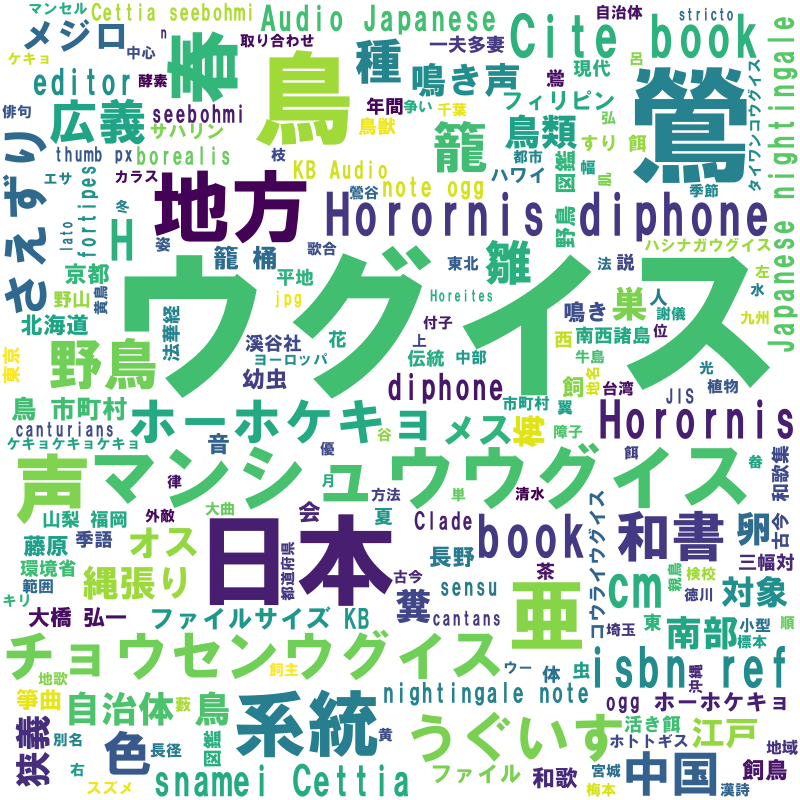 マンセル
Cettia seebohmi
Audio Japanese
自治体
stricto
メジロ
中心
n
取り合わせ
一夫多妻
Cite book
ケキョ
春
鳥
種
鳴き声
鶯
現代
呂
editor
酵素
鶯
俳句
広義
seebohmi
年間
争い
千葉
フィリピン
弘
サハリン
鳥獣
籠
鳥類
すり
餌
タイワンコウグイス
Japanese nightingale
thumb px
borealis
枝
都市
幅
さえずり
エサ
カラス
KB Audio
ハワイ
図鑑
fortipes
鶯谷
note ogg
季節
地方
Horornis diphone
野鳥
lato
冬
H
姿
歌合
東北
法
説
ハシナガウグイス
京都
籠 桶
雛
左
野山
黄鳥
平地
Horeites
鳴き
巣
人
水
jpg
北海道
法華経
ウグイス
付子
謝儀
九州
東京
溪谷社
花
上
西
南西諸島
位
野鳥
ヨーロッパ
伝統
中部
牛島
光
幼虫
飼
地名
台湾
植物
diphone
JIS
鳥 市町村
ホーホケキョ
メス
梅
市町村
翼
Horornis
canturians
ケキョケキョケキョ
音
優
谷
障子
声
マンシュウウグイス
餌
和歌集
律
月
方法
単
清水
山梨 福岡
外敵
大曲
会
夏
Clade
book
和書
卵
古今
藤原
季語
オス
日本
都道府県
長野
コウライウグイス
三幅対
環境省
縄張り
古今
sensu
茶
親鳥
検校
範囲
cm
対象
キリ
糞
亜
徳川
大橋 弘一
ファイルサイズ KB
cantans
東
埼玉
小型
順
南部
標本
チョウセンウグイス
ウー
体
虫
isbn ref
地歌
飼主
箏曲
自治体
藪
鳥
系統
nightingale note
ogg ホーホケキョ
狭義
色
図鑑
黄
うぐいす
活き餌
江戸
別名
長径
ホトトギス
地域
右
スズメ
snamei Cettia
ファイル
和歌
宮城
梅本
中国
飼鳥
漢詩